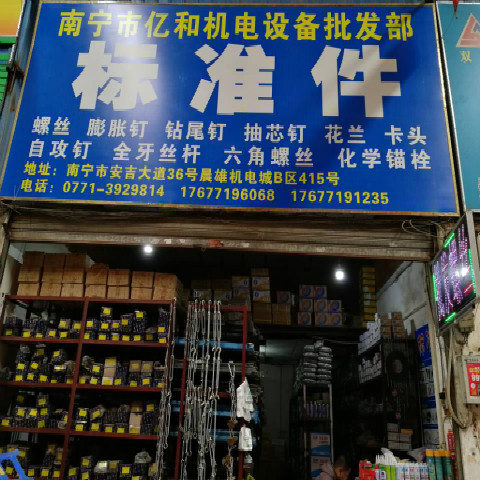 南宁市亿和机电设备批发部
标准件
螺丝 膨胀钉 钻尾钉 抽芯钉 花兰 卡头
自攻钉 全牙丝杆 六角螺丝 化学锚栓
地址：南宁市安吉大道36号晨雄机电城B区415号
电话：0771-3929814 17677196068 17677191235
双